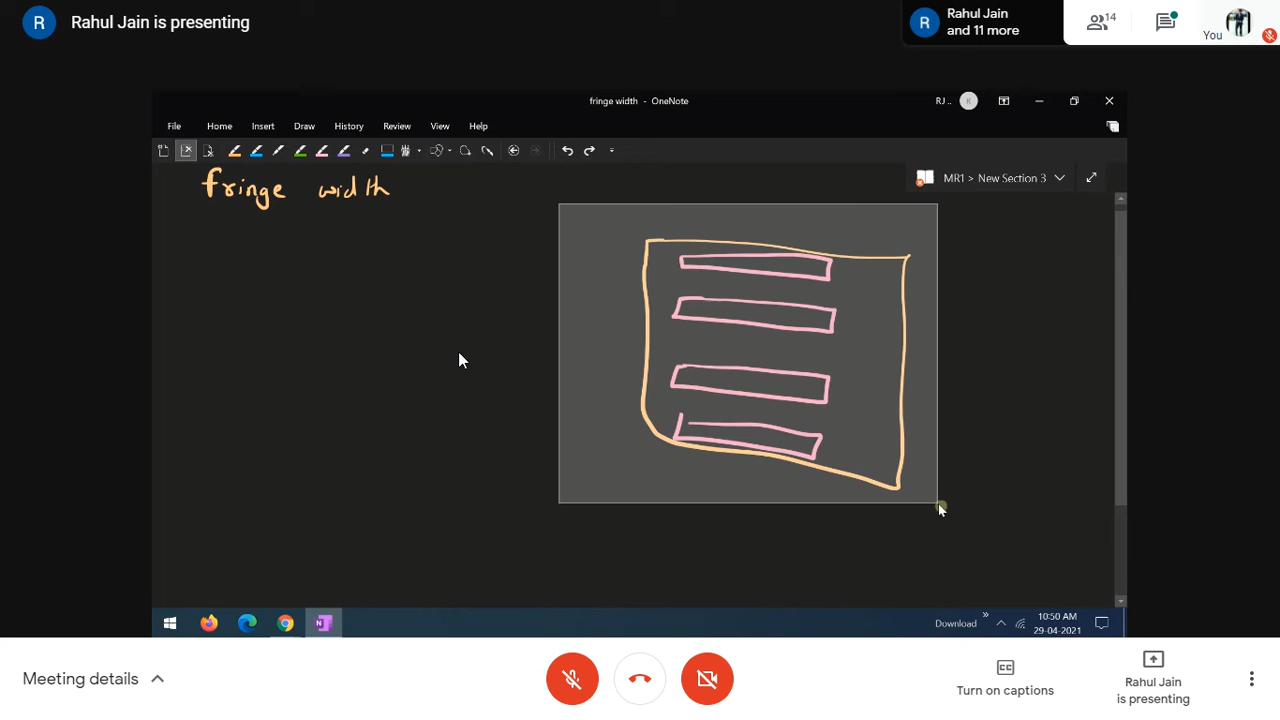 R Rahul Jain is presenting
R Rahul Jain and 11 more
14
You
fringe width - OneNote
RJ ..
K
File Home Insert Draw History Review View Help
MR1 > New Section 3
fringe width
Download
10:50 AM
29-04-2021
Meeting details
CC
Turn on captions
Rahul Jain
is presenting